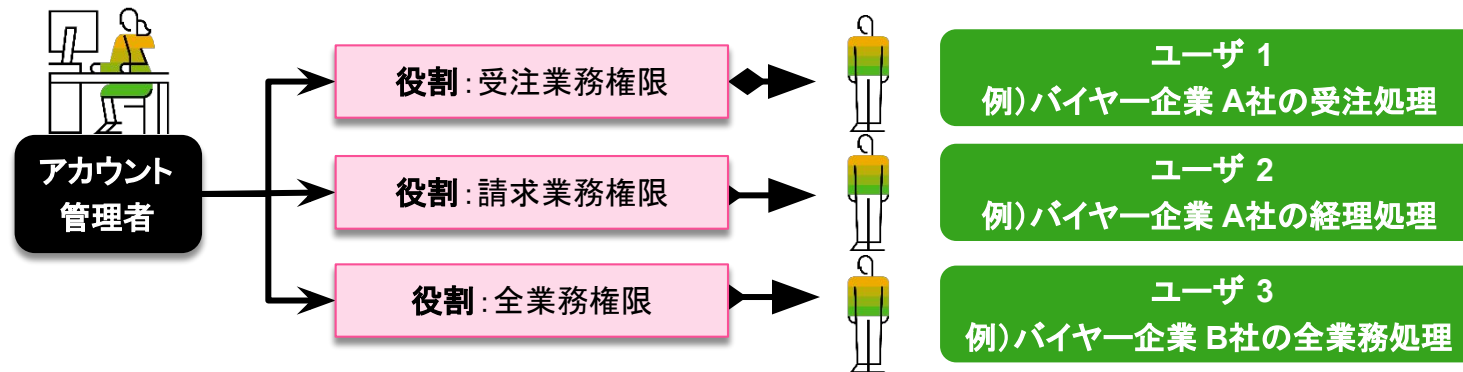 アカウント
管理者
役割：受注業務権限
ユーザ 1
例）バイヤー企業 A社の受注処理
役割：請求業務権限
ユーザ 2
例）バイヤー企業 A社の経理処理
役割：全業務権限
ユーザ 3
例）バイヤー企業 B社の全業務処理